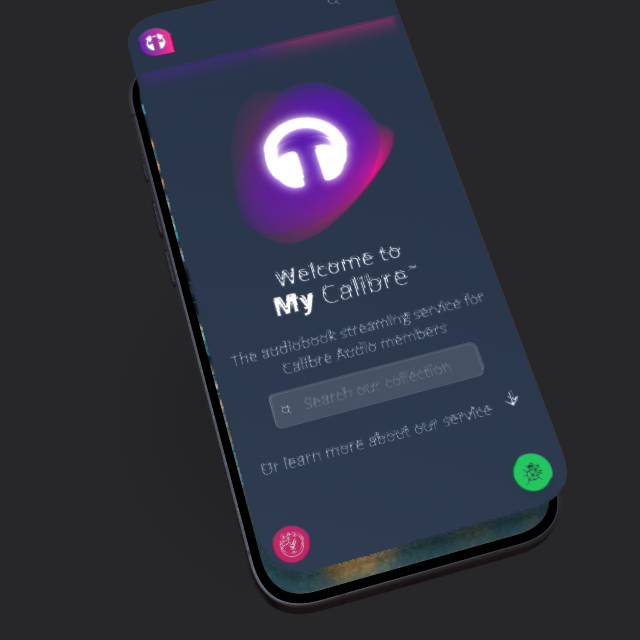 Welcome to
My Calibre™
The audiobook streaming service for
Calibre Audio members
Search our collection
Or learn more about our service